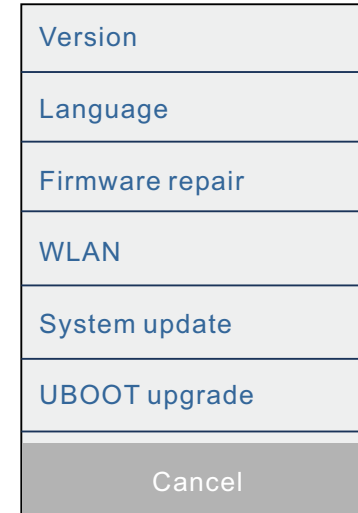 Version
Language
Firmware repair
WLAN
System update
UBOOT upgrade
Cancel